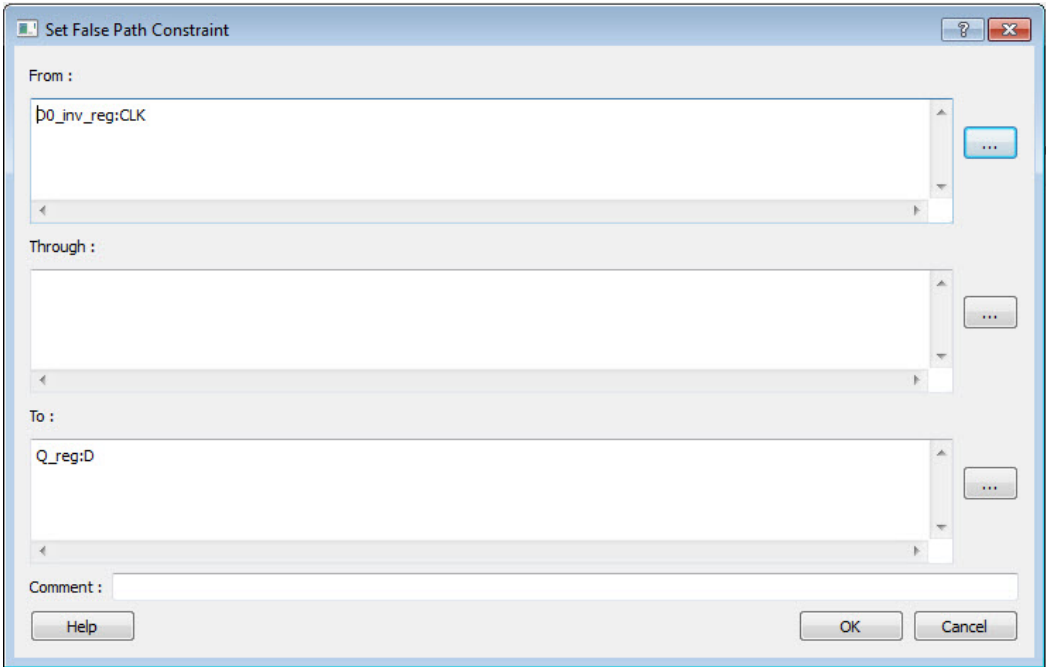 Set False Path Constraint
From :
D0_inv_reg:CLK
...
Through :
...
To :
Q_reg:D
...
Comment :
Help
OK
Cancel